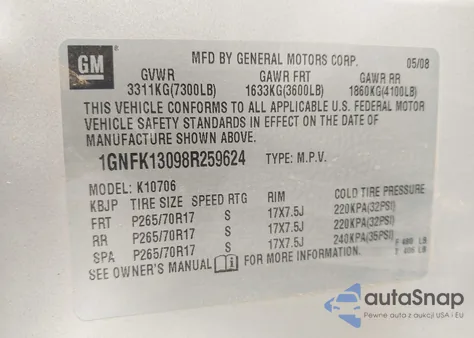 GM
MFD BY GENERAL MOTORS CORP.
05/08
GVWR GAWR FRT GAWR RR
3311KG(7300LB) 1633KG(3600LB) 1860KG(4100LB)
THIS VEHICLE CONFORMS TO ALL APPLICABLE U.S. FEDERAL MOTOR
VEHICLE SAFETY STANDARDS IN EFFECT ON THE DATE OF
MANUFACTURE SHOWN ABOVE.
1GNFK13098R259624 TYPE: M.P.V.
MODEL: K10706
KBJP TIRE SIZE SPEED RTG RIM COLD TIRE PRESSURE
FRT P265/70R17 S 17X7.5J 220KPA(32PSI)
RR P265/70R17 S 17X7.5J 220KPA(32PSI)
SPA P265/70R17 S 17X7.5J 240KPA(35PSI)
SEE OWNER'S MANUAL FOR MORE INFORMATION.
autoSnap
Pewne auta z aukcji USA i EU